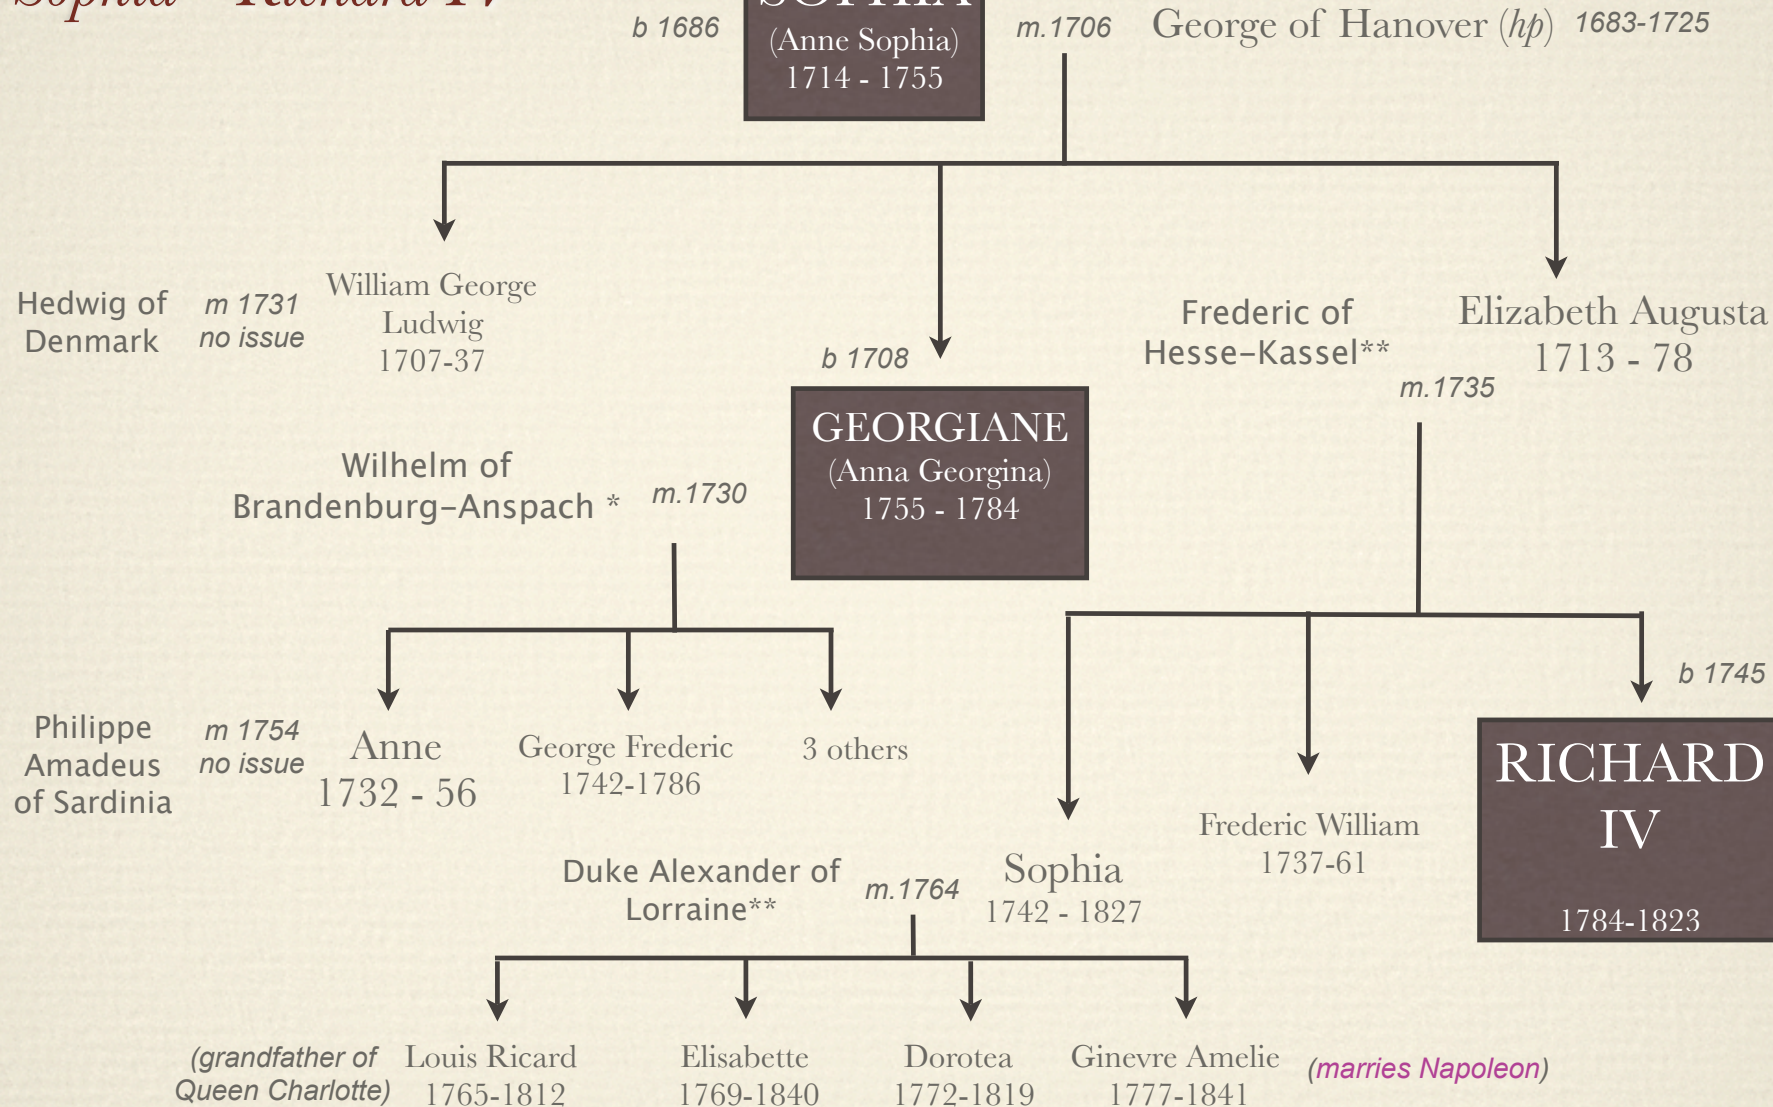 Sophia - Richard IV
SOPHIA
(Anne Sophia)
1714 - 1755
b 1686
m.1706
George of Hanover (hp)
1683-1725
Hedwig of
Denmark
m 1731
no issue
William George
Ludwig
1707-37
b 1708
GEORGIANE
(Anna Georgina)
1755 - 1784
Frederic of
Hesse-Kassel**
m.1735
Elizabeth Augusta
1713 - 78
Wilhelm of
Brandenburg-Anspach *
m.1730
Philippe
Amadeus
of Sardinia
m 1754
no issue
Anne
1732 - 56
George Frederic
1742-1786
3 others
b 1745
RICHARD
IV
1784-1823
Frederic William
1737-61
Duke Alexander of
Lorraine**
m.1764
Sophia
1742 - 1827
(grandfather of
Queen Charlotte)
Louis Ricard
1765-1812
Elisabette
1769-1840
Dorotea
1772-1819
Ginevre Amelie
1777-1841
(marries Napoleon)